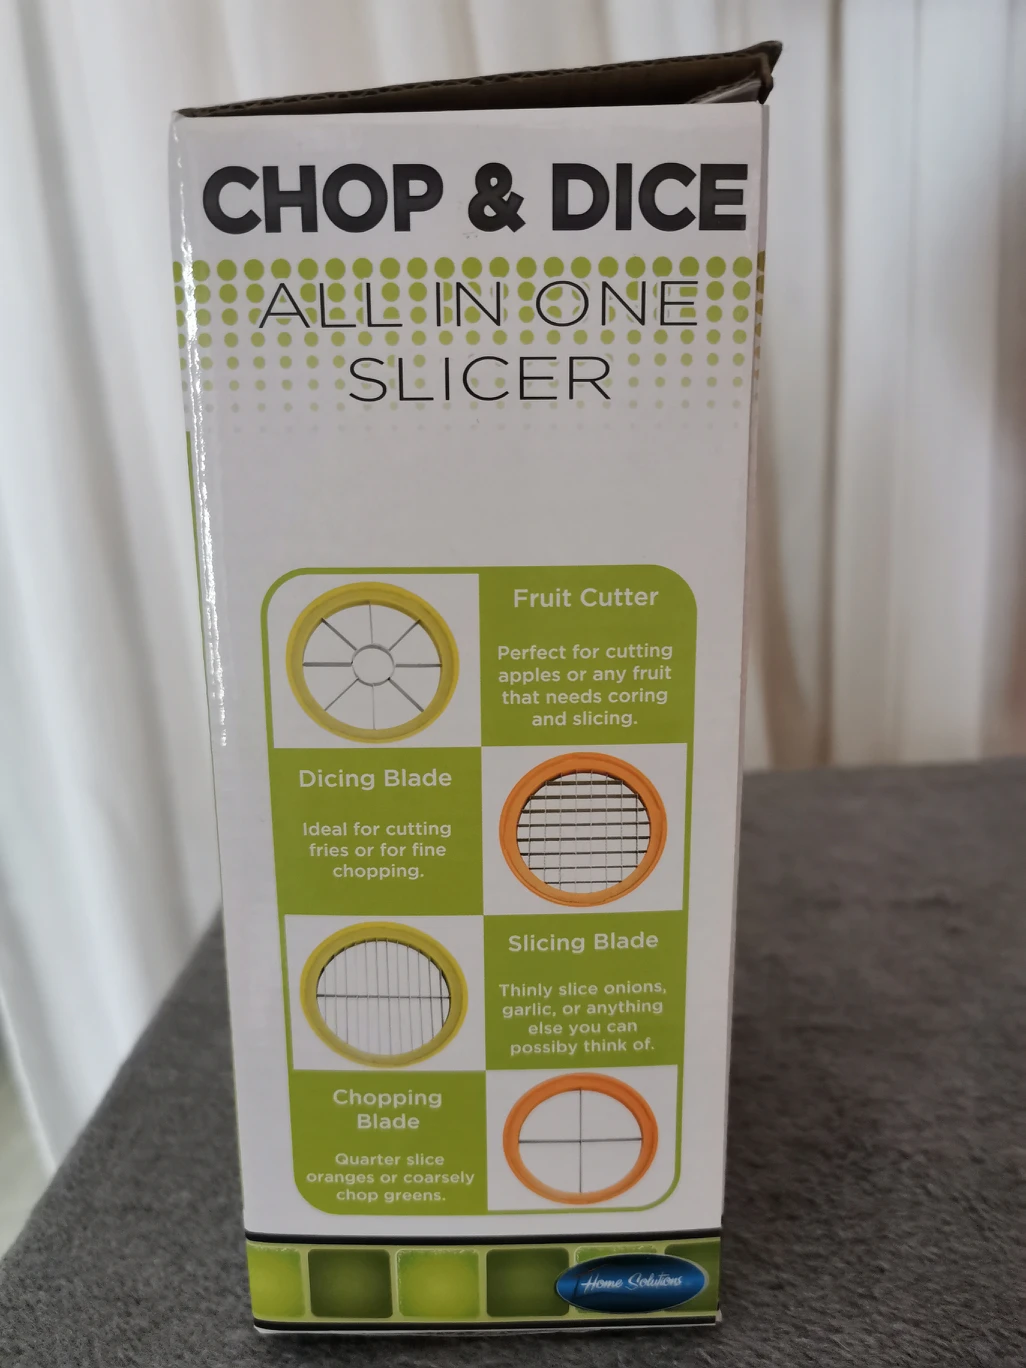 CHOP & DICE
ALL IN ONE
SLICER
Fruit Cutter
Perfect for cutting
apples or any fruit
that needs coring
and slicing.
Dicing Blade
Ideal for cutting
fries or for fine
chopping.
Slicing Blade
Thinly slice onions,
garlic, or anything
else you can
possiby think of.
Chopping
Blade
Quarter slice
oranges or coarsely
chop greens.
Home Solutions